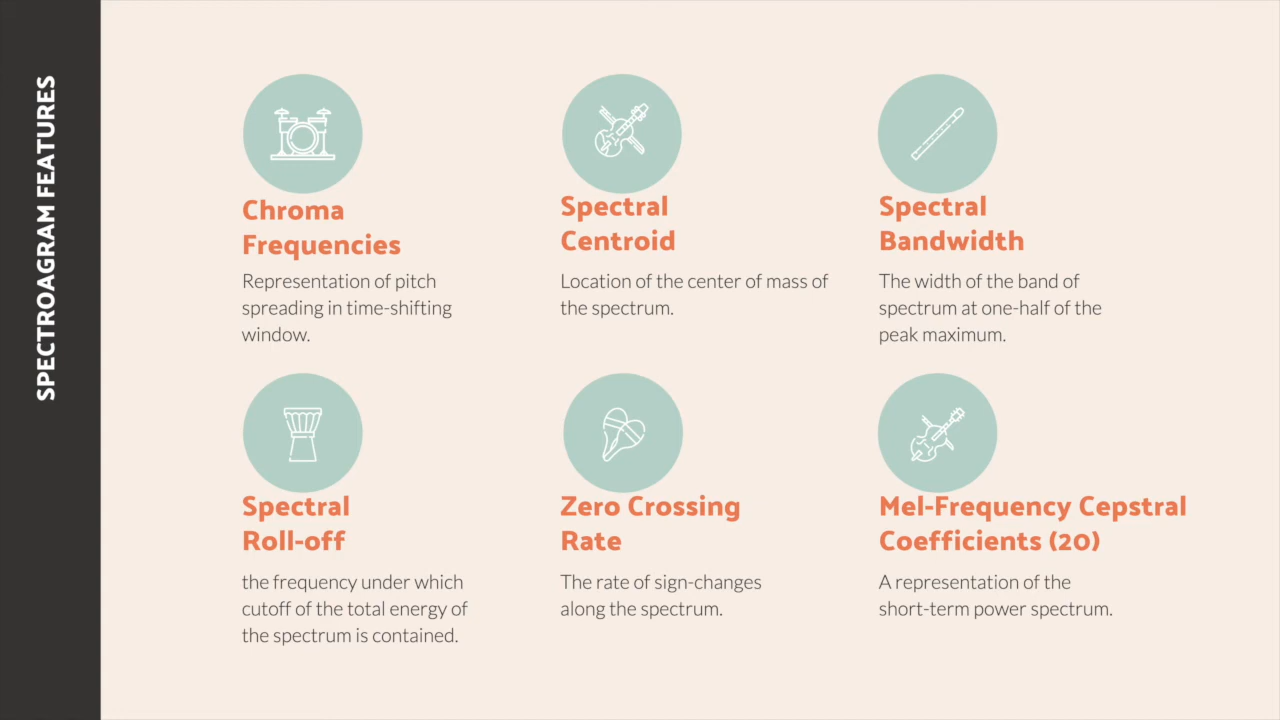 SPECTROAGRAM FEATURES
Chroma
Frequencies
Representation of pitch
spreading in time-shifting
window.
Spectral
Centroid
Location of the center of mass of
the spectrum.
Spectral
Bandwidth
The width of the band of
spectrum at one-half of the
peak maximum.
Spectral
Roll-off
the frequency under which
cutoff of the total energy of
the spectrum is contained.
Zero Crossing
Rate
The rate of sign-changes
along the spectrum.
Mel-Frequency Cepstral
Coefficients (20)
A representation of the
short-term power spectrum.